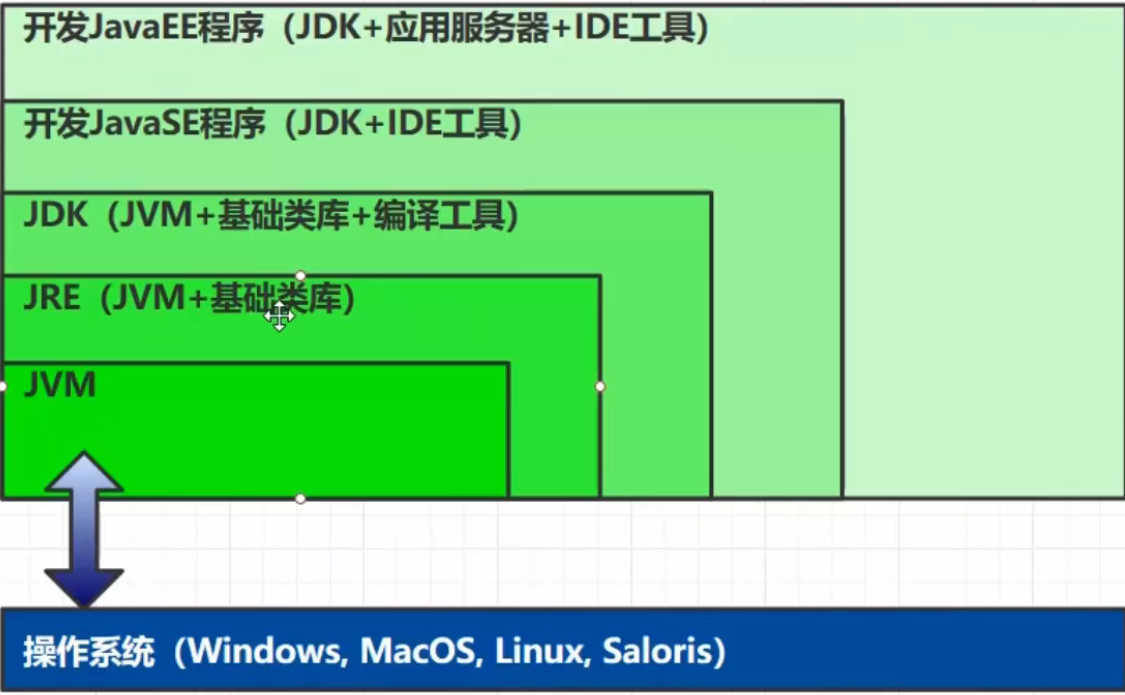 开发JavaEE程序（JDK+应用服务器+IDE工具）
开发JavaSE程序（JDK+IDE工具）
JDK（JVM+基础类库+编译工具）
JRE（JVM+基础类库）
JVM
操作系统（Windows, MacOS, Linux, Saloris）